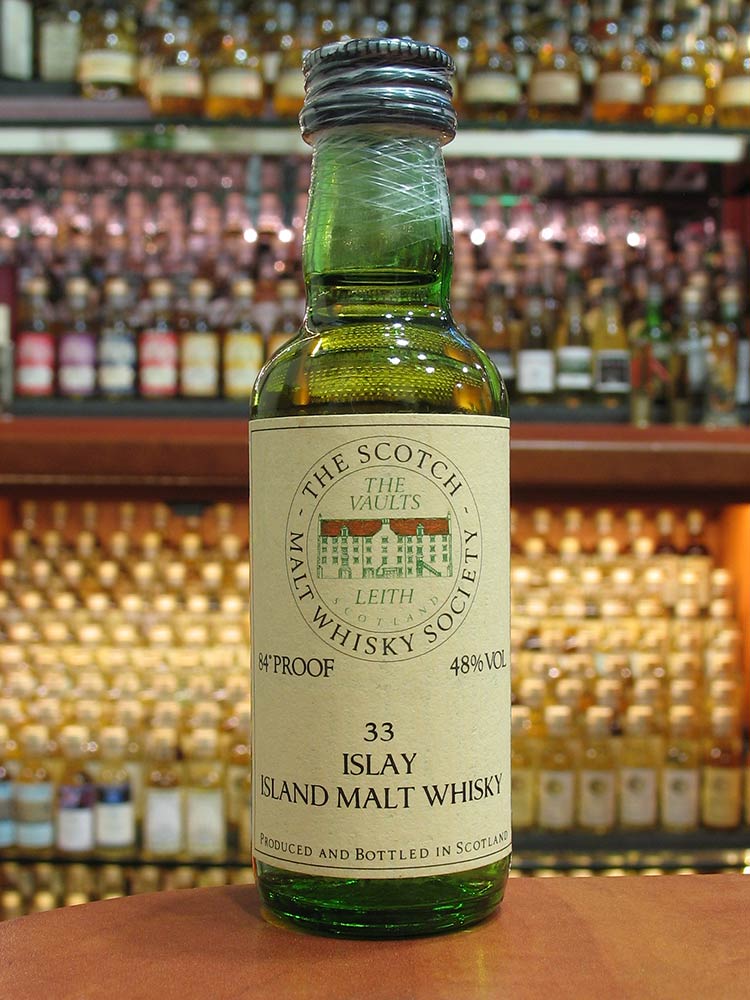 THE SCOTCH
MALT WHISKY SOCIETY
THE
VAULTS
LEITH
SCOTLAND
84° PROOF
48% VOL
33
ISLAY
ISLAND MALT WHISKY
PRODUCED AND BOTTLED IN SCOTLAND